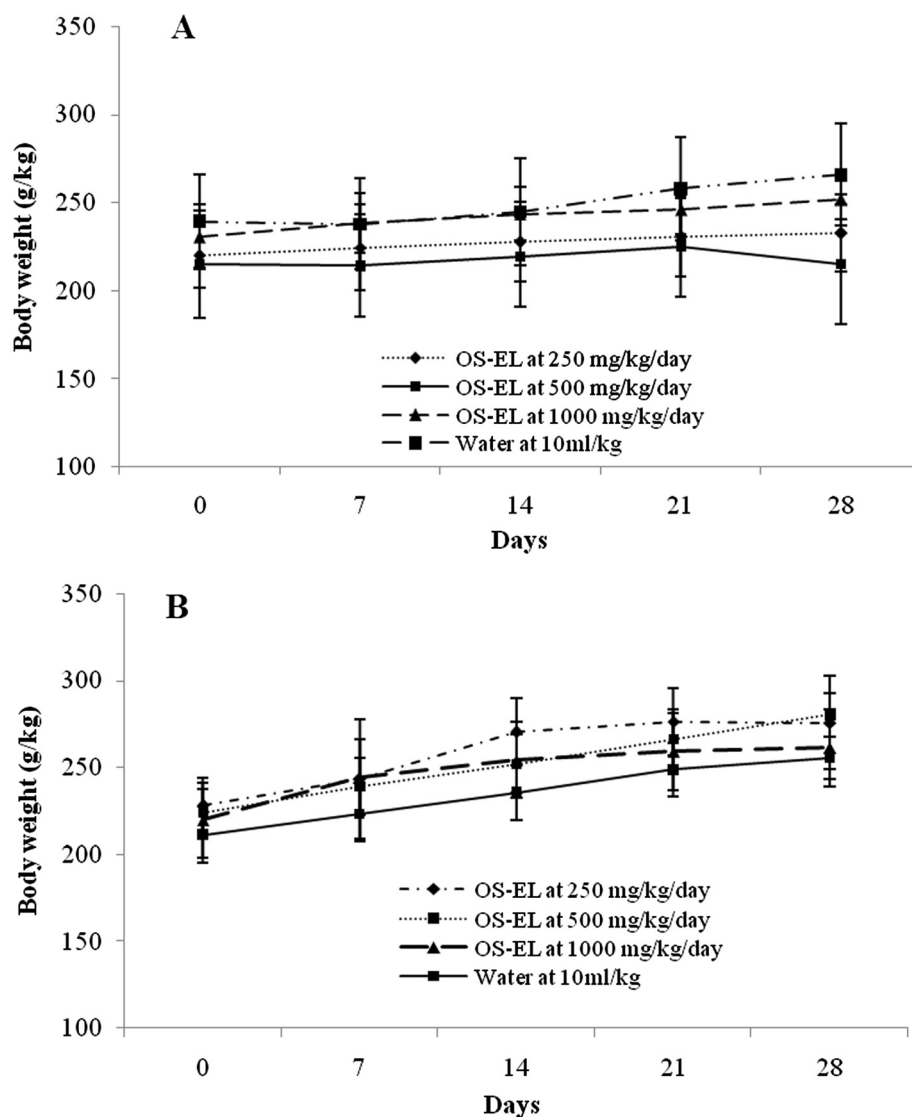 A
350
300
250
200
150
100
Body weight (g/kg)
OS-EL at 250 mg/kg/day
OS-EL at 500 mg/kg/day
OS-EL at 1000 mg/kg/day
Water at 10ml/kg
0 7 14 21 28
Days
B
350
300
250
200
150
100
Body weight (g/kg)
OS-EL at 250 mg/kg/day
OS-EL at 500 mg/kg/day
OS-EL at 1000 mg/kg/day
Water at 10ml/kg
0 7 14 21 28
Days